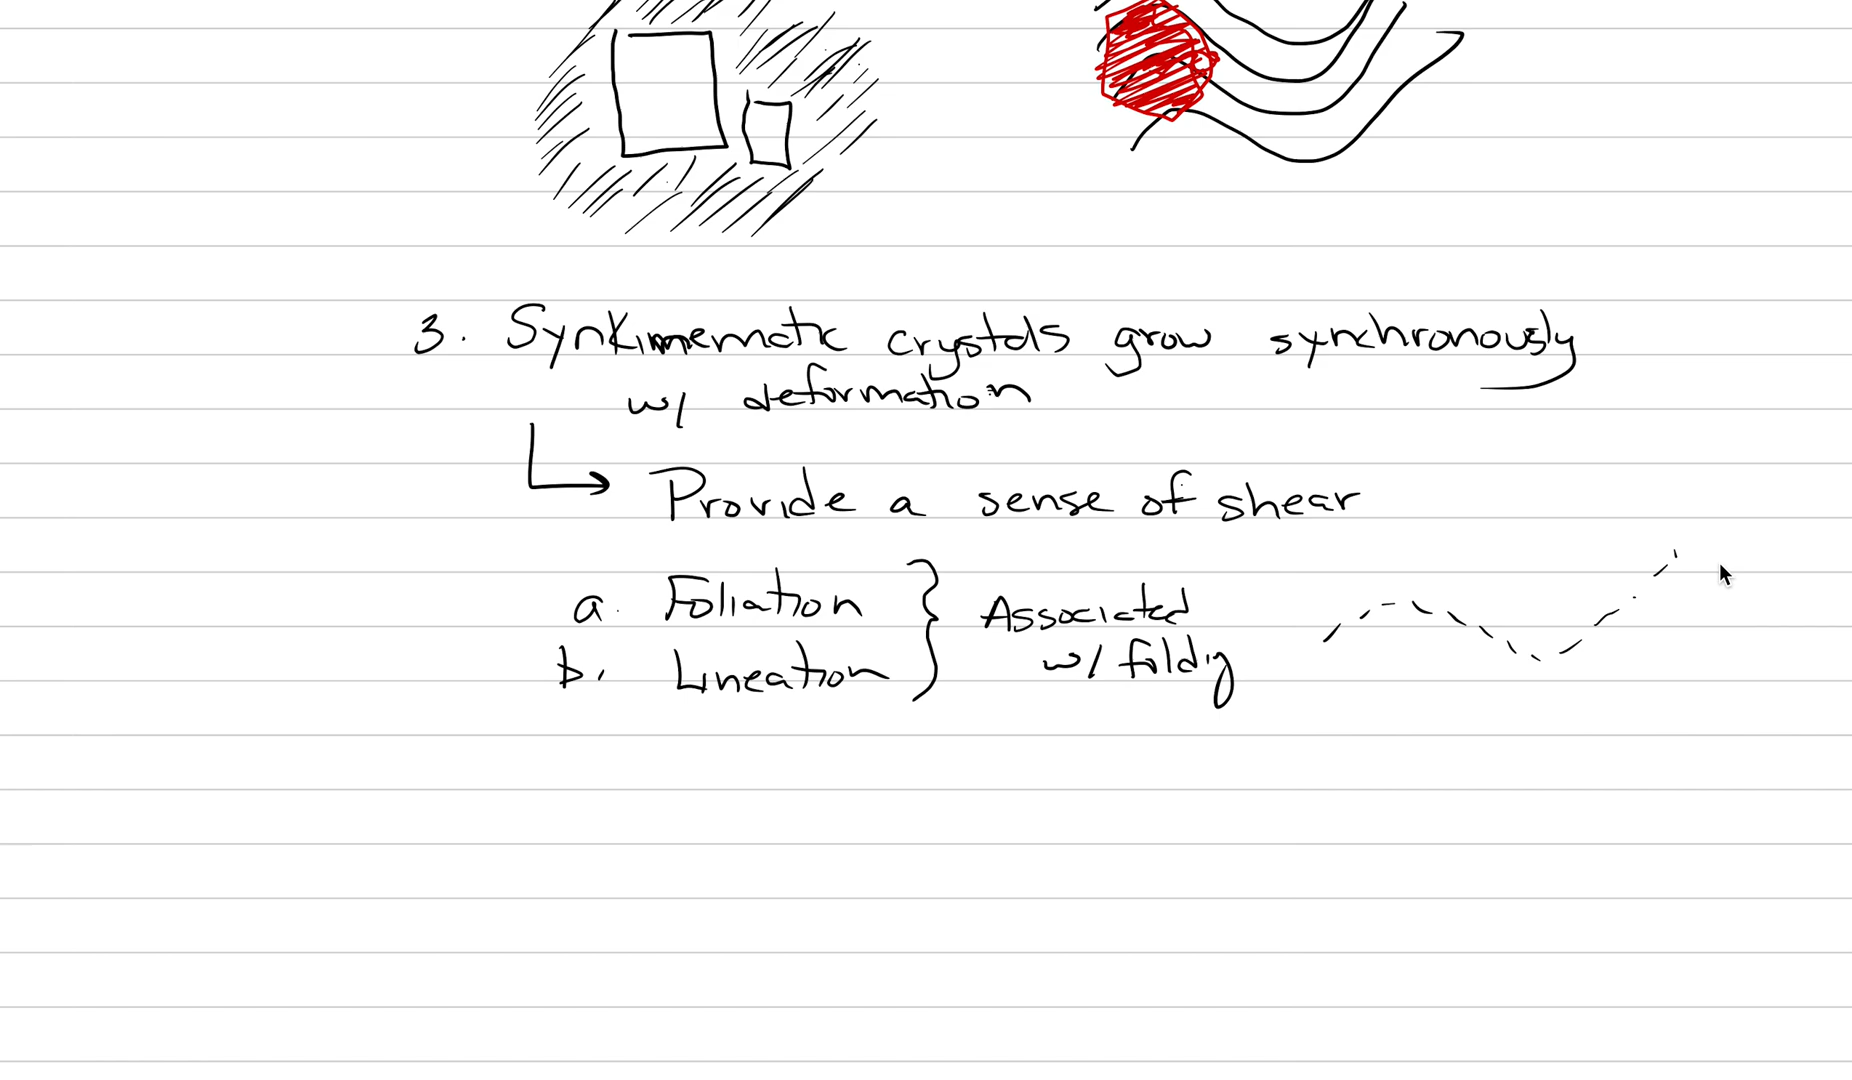 3. Synkinematic crystals grow synchronously
w/ deformation
Provide a sense of shear
a. Foliation
b. Lineation
Associated
w/ folding